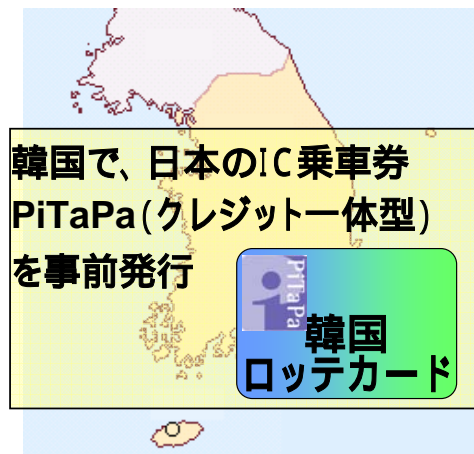 韓国で、日本のIC乗車券
PiTaPa(クレジット一体型)
を事前発行
PiTaPa
韓国
ロッテカード